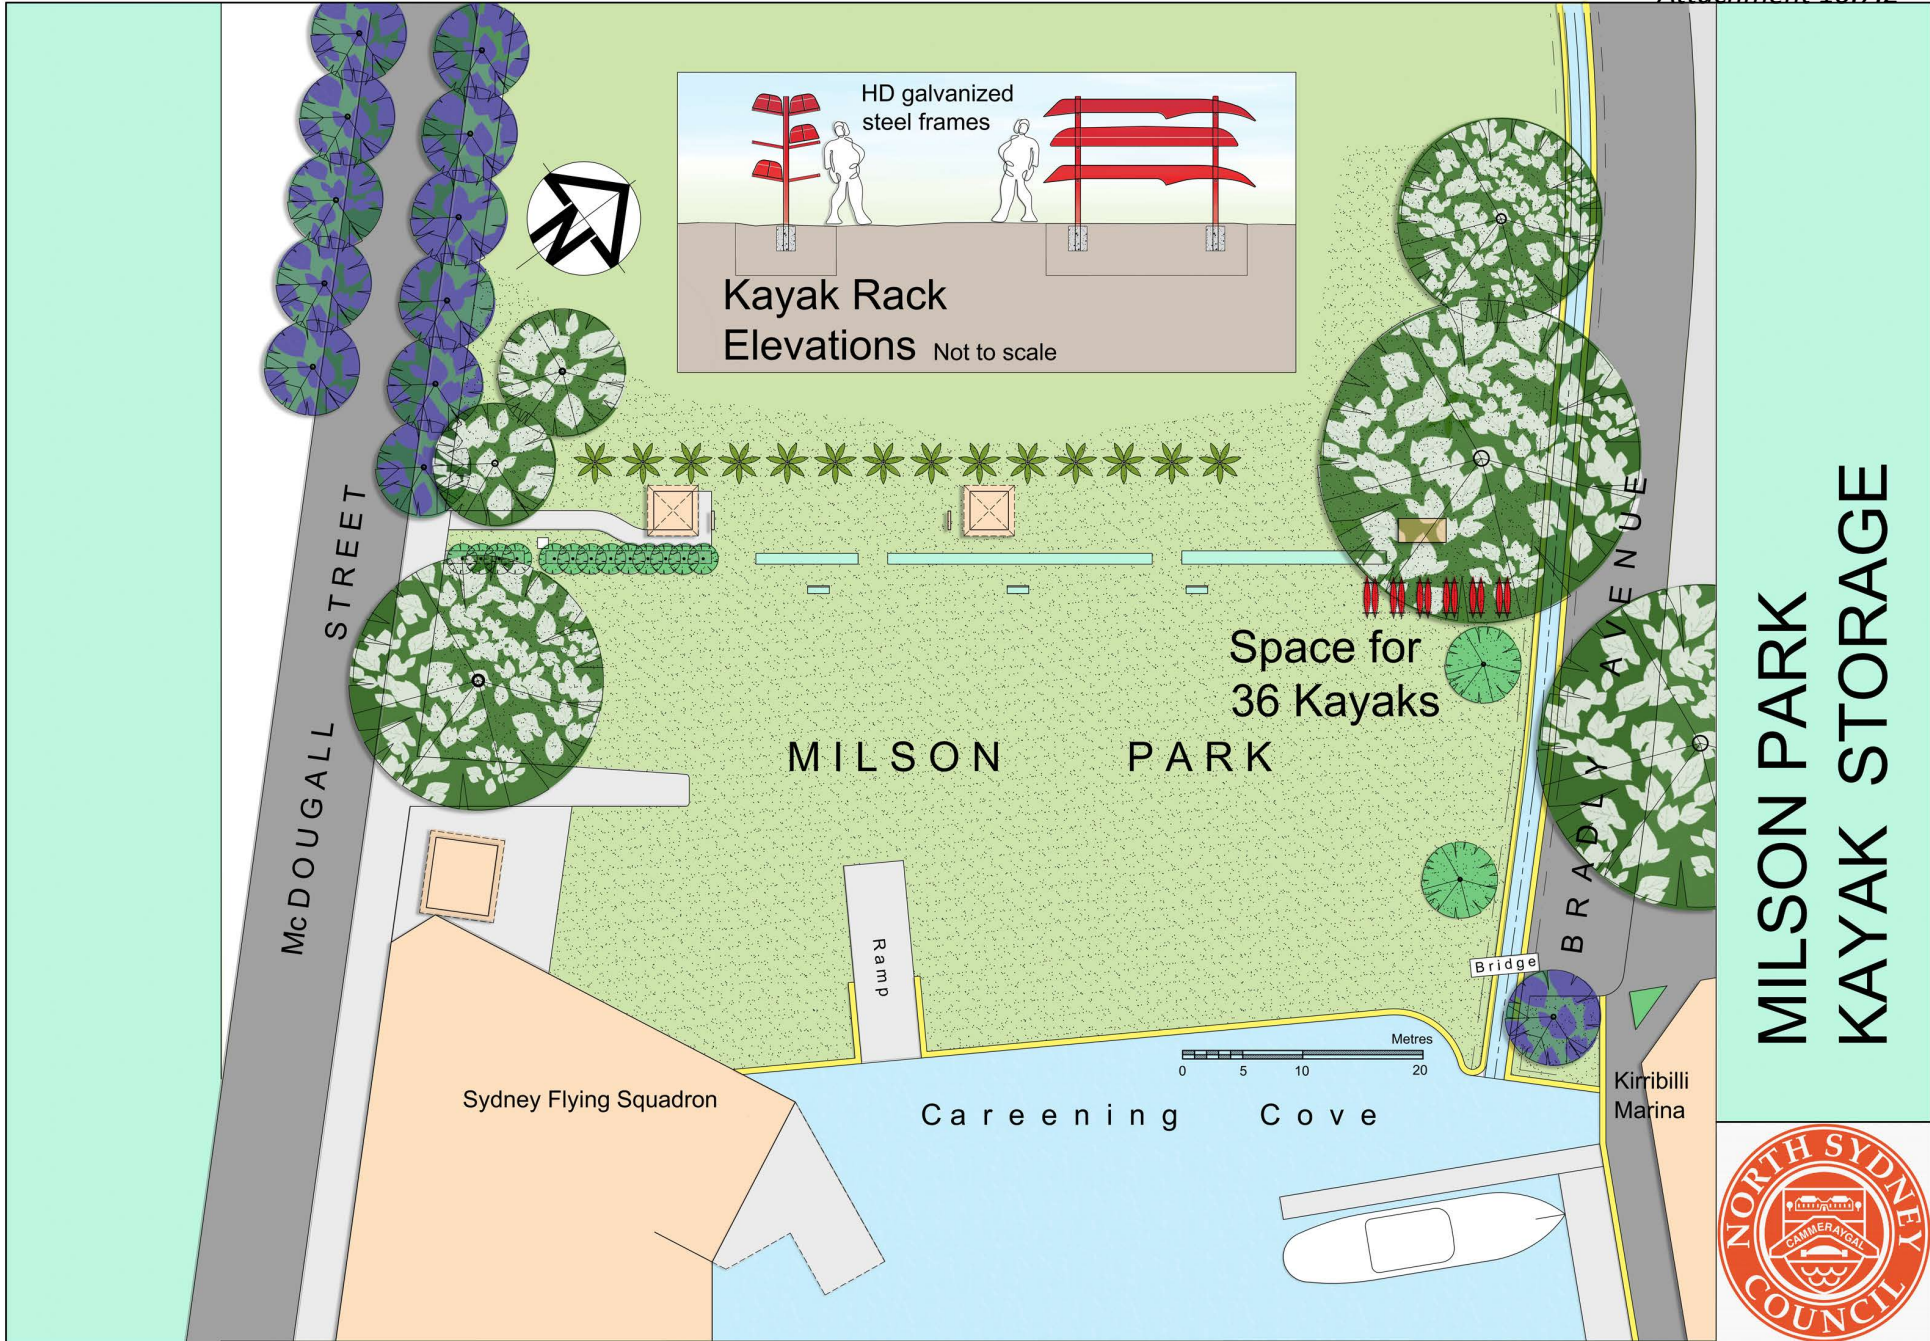 HD galvanized
steel frames
N
Kayak Rack
Elevations Not to scale
McDOUGALL STREET
BRADLY AVENUE
Space for
36 Kayaks
MILSON PARK
Ramp
Bridge
Metres
0 5 10 20
Sydney Flying Squadron
Careening Cove
Kirribilli
Marina
MILSON PARK
KAYAK STORAGE
NORTH SYDNEY
CAMMERAYGAL
COUNCIL